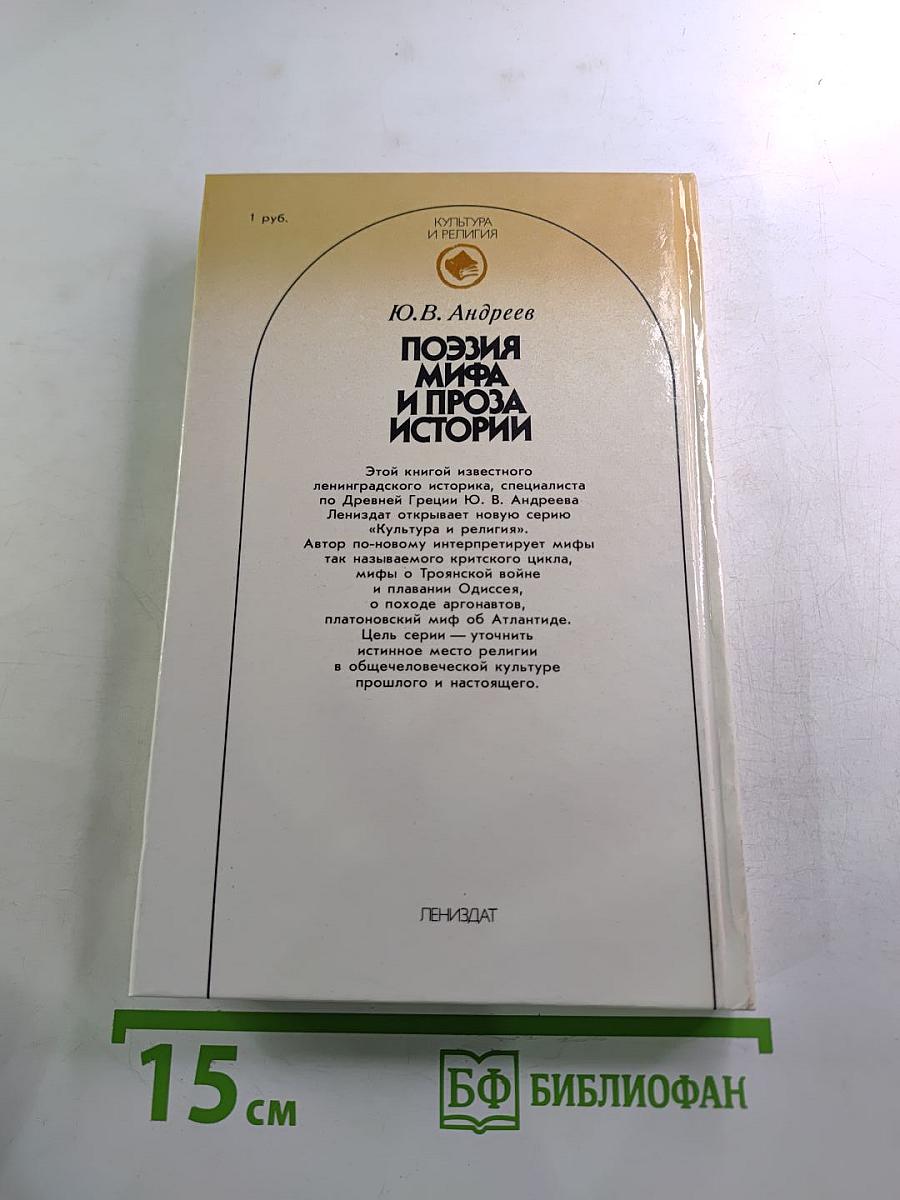 1 руб.
КУЛЬТУРА
И РЕЛИГИЯ
Ю.В. Андреев
ПОЭЗИЯ
МИФА
И ПРОЗА
ИСТОРИИ
Этой книгой известного
ленинградского историка, специалиста
по Древней Греции Ю. В. Андреева
Лениздат открывает новую серию
«Культура и религия».
Автор по-новому интерпретирует мифы
так называемого критского цикла,
мифы о Троянской войне
и плавании Одиссея,
о походе аргонавтов,
платоновский миф об Атлантиде.
Цель серии — уточнить
истинное место религии
в общечеловеческой культуре
прошлого и настоящего.
ЛЕНИЗДАТ
15 см
БФ БИБЛИОФАН